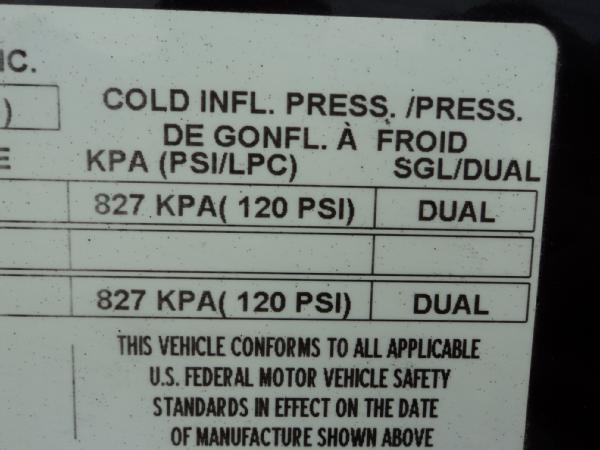 NC.
)
COLD INFL. PRESS. /PRESS.
DE GONFL. À FROID
E KPA (PSI/LPC) SGL/DUAL
827 KPA( 120 PSI) DUAL
827 KPA( 120 PSI) DUAL
THIS VEHICLE CONFORMS TO ALL APPLICABLE
U.S. FEDERAL MOTOR VEHICLE SAFETY
STANDARDS IN EFFECT ON THE DATE
OF MANUFACTURE SHOWN ABOVE